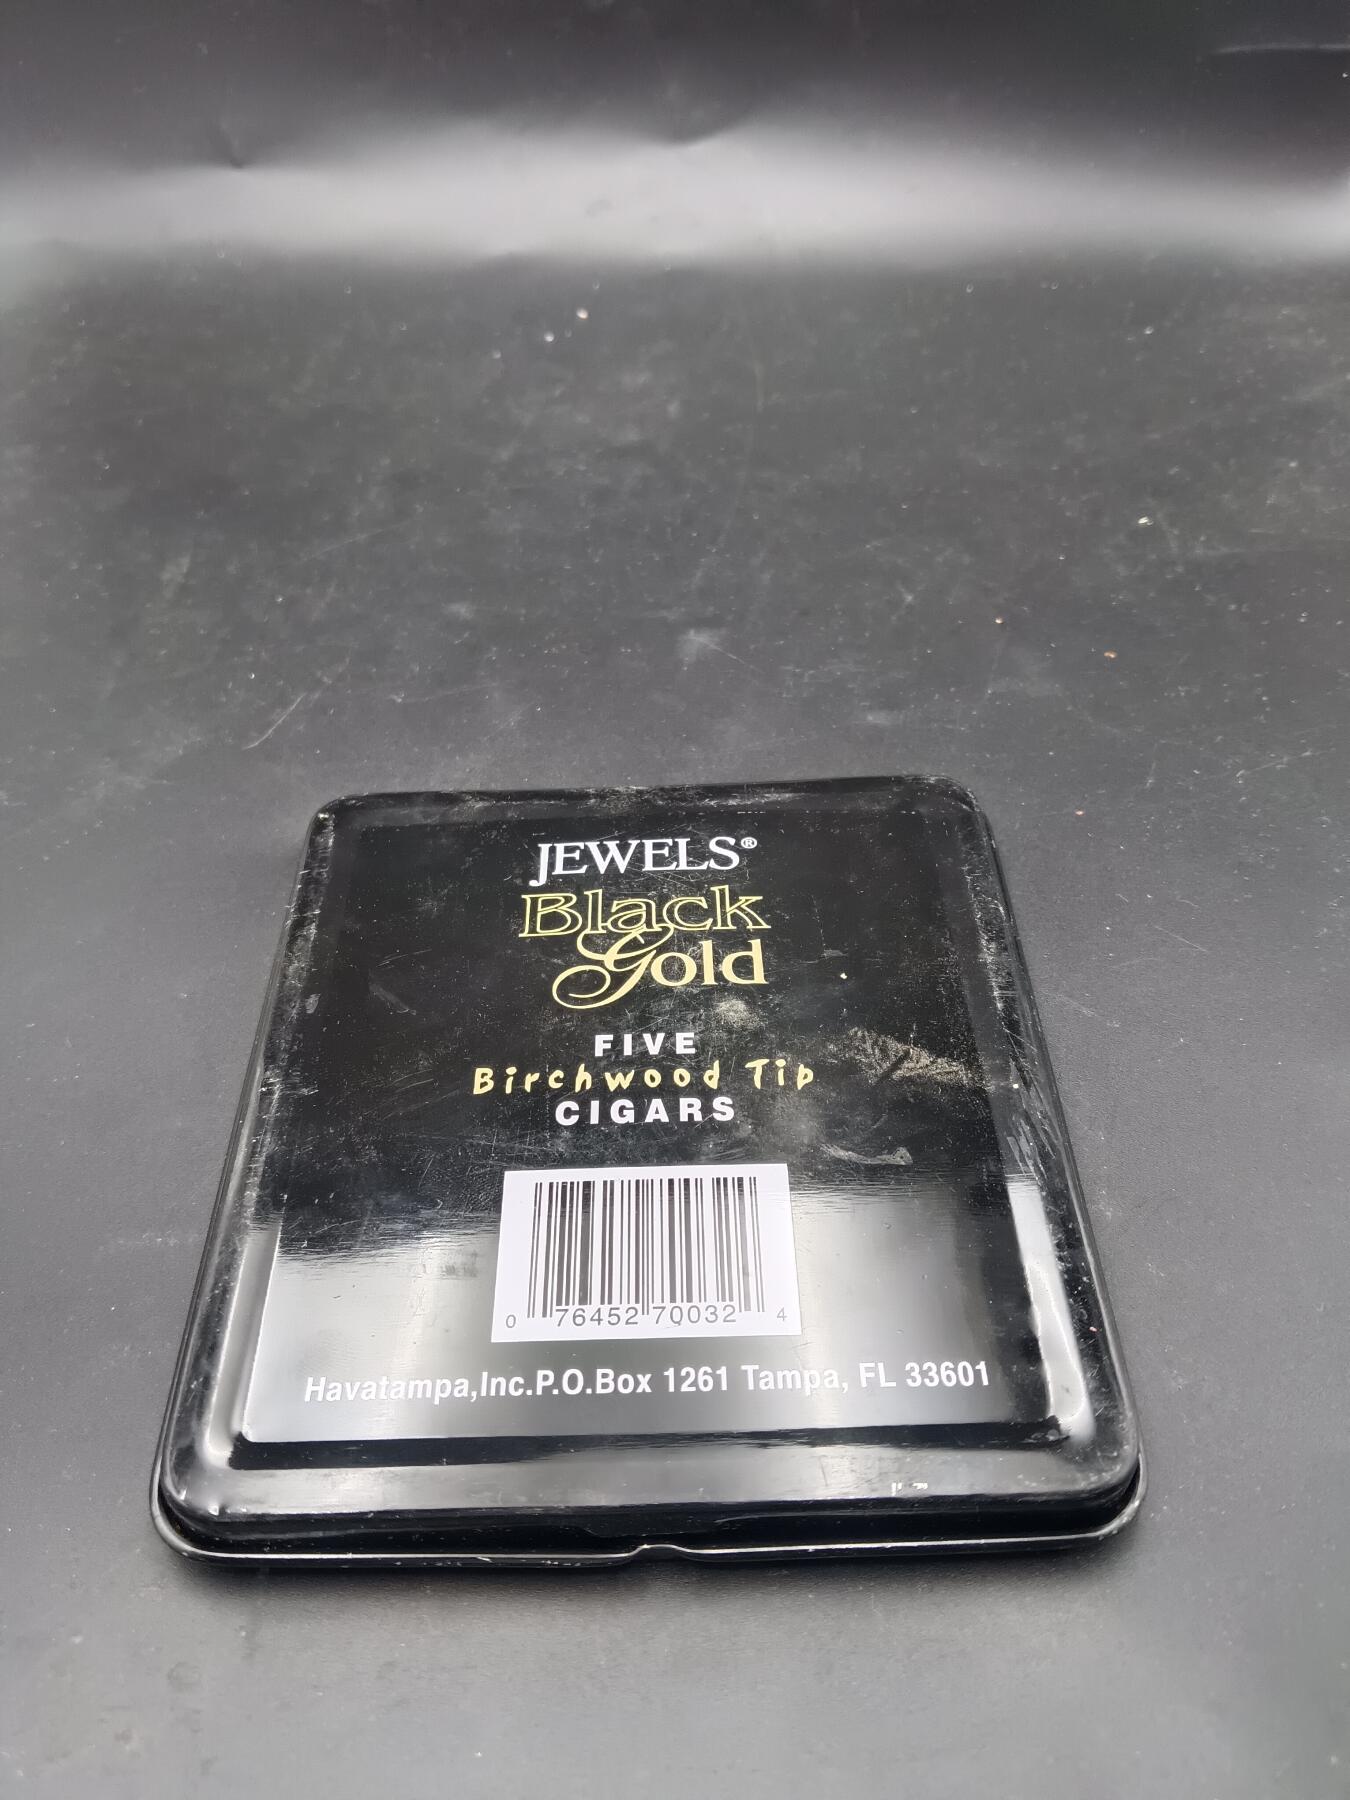 JEWELS®
Black
Gold
FIVE
Birchwood Tip
CIGARS
0 76452 70032 4
Havatampa,Inc.P.O.Box 1261 Tampa, FL 33601